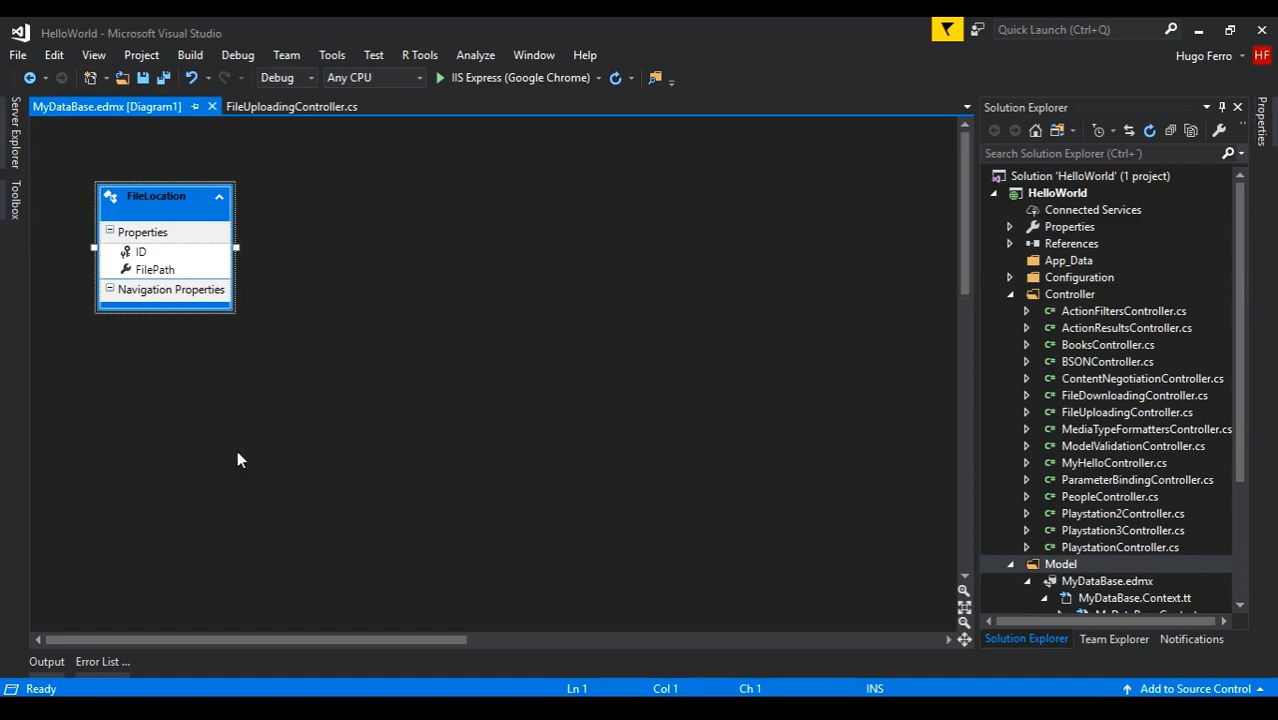 HelloWorld - Microsoft Visual Studio
Quick Launch (Ctrl+Q)
File Edit View Project Build Debug Team Tools Test R Tools Analyze Window Help
Hugo Ferro HF
Debug Any CPU IIS Express (Google Chrome)
MyDataBase.edmx [Diagram1] FileUploadingController.cs
Server Explorer
Toolbox
FileLocation
Properties
ID
FilePath
Navigation Properties
Solution Explorer
Search Solution Explorer (Ctrl+´)
Solution 'HelloWorld' (1 project)
HelloWorld
Connected Services
Properties
References
App_Data
Configuration
Controller
C# ActionFiltersController.cs
C# ActionResultsController.cs
C# BooksController.cs
C# BSONController.cs
C# ContentNegotiationController.cs
C# FileDownloadingController.cs
C# FileUploadingController.cs
C# MediaTypeFormattersController.cs
C# ModelValidationController.cs
C# MyHelloController.cs
C# ParameterBindingController.cs
C# PeopleController.cs
C# Playstation2Controller.cs
C# Playstation3Controller.cs
C# PlaystationController.cs
Model
MyDataBase.edmx
MyDataBase.Context.tt
Solution Explorer Team Explorer Notifications
Properties
Output Error List ...
Ready Ln 1 Col 1 Ch 1 INS Add to Source Control